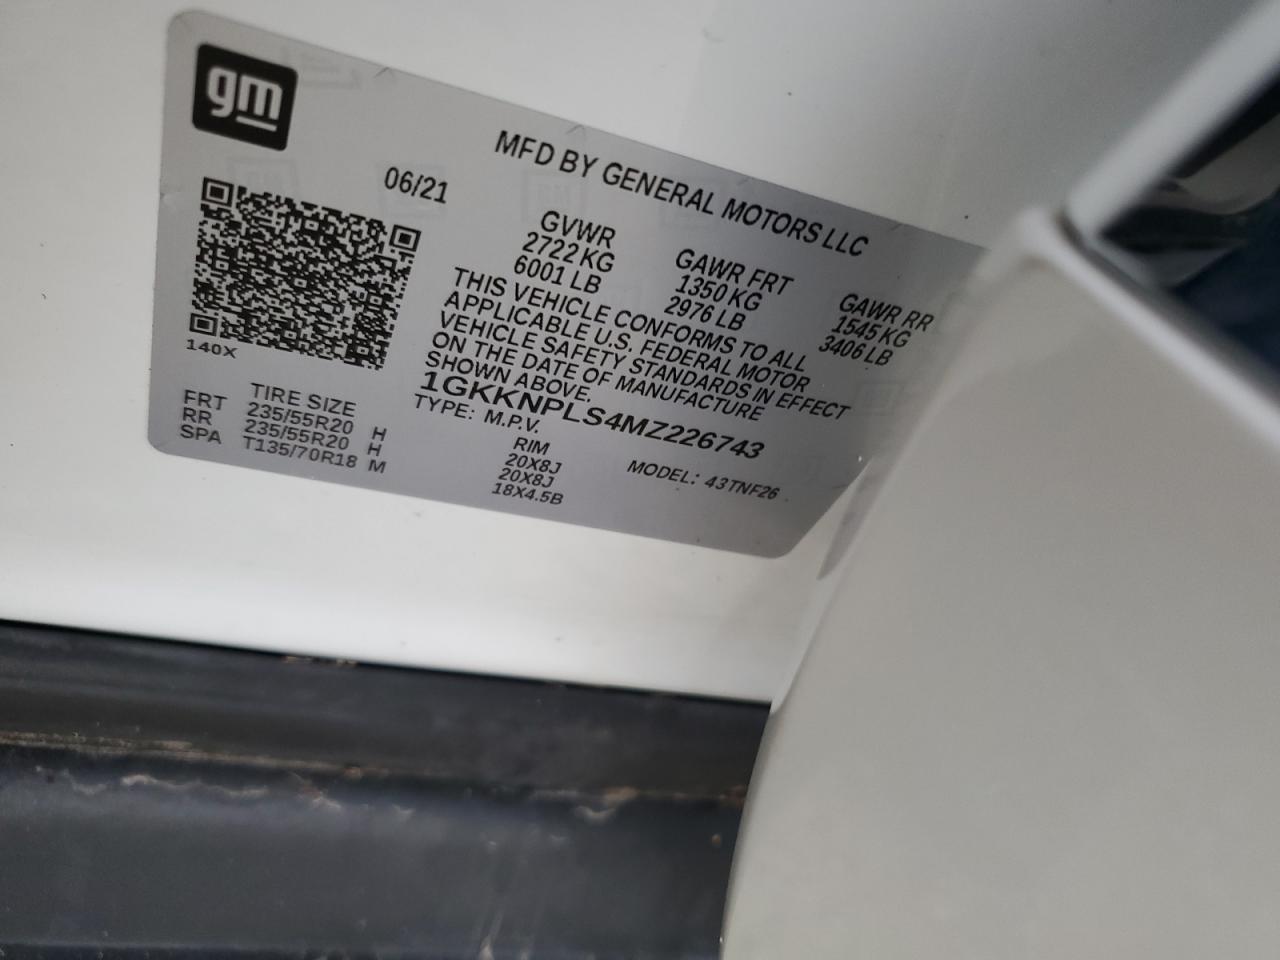 gm
MFD BY GENERAL MOTORS LLC
06/21
GVWR GAWR FRT GAWR RR
2722 KG 1350 KG 1545 KG
6001 LB 2976 LB 3406 LB
THIS VEHICLE CONFORMS TO ALL
APPLICABLE U.S. FEDERAL MOTOR
VEHICLE SAFETY STANDARDS IN EFFECT
ON THE DATE OF MANUFACTURE
SHOWN ABOVE.
140X
1GKKNPLS4MZ226743
TYPE: M.P.V. MODEL: 43TNF26
TIRE SIZE RIM
FRT 235/55R20 H 20X8J
RR 235/55R20 H 20X8J
SPA T135/70R18 M 18X4.5B